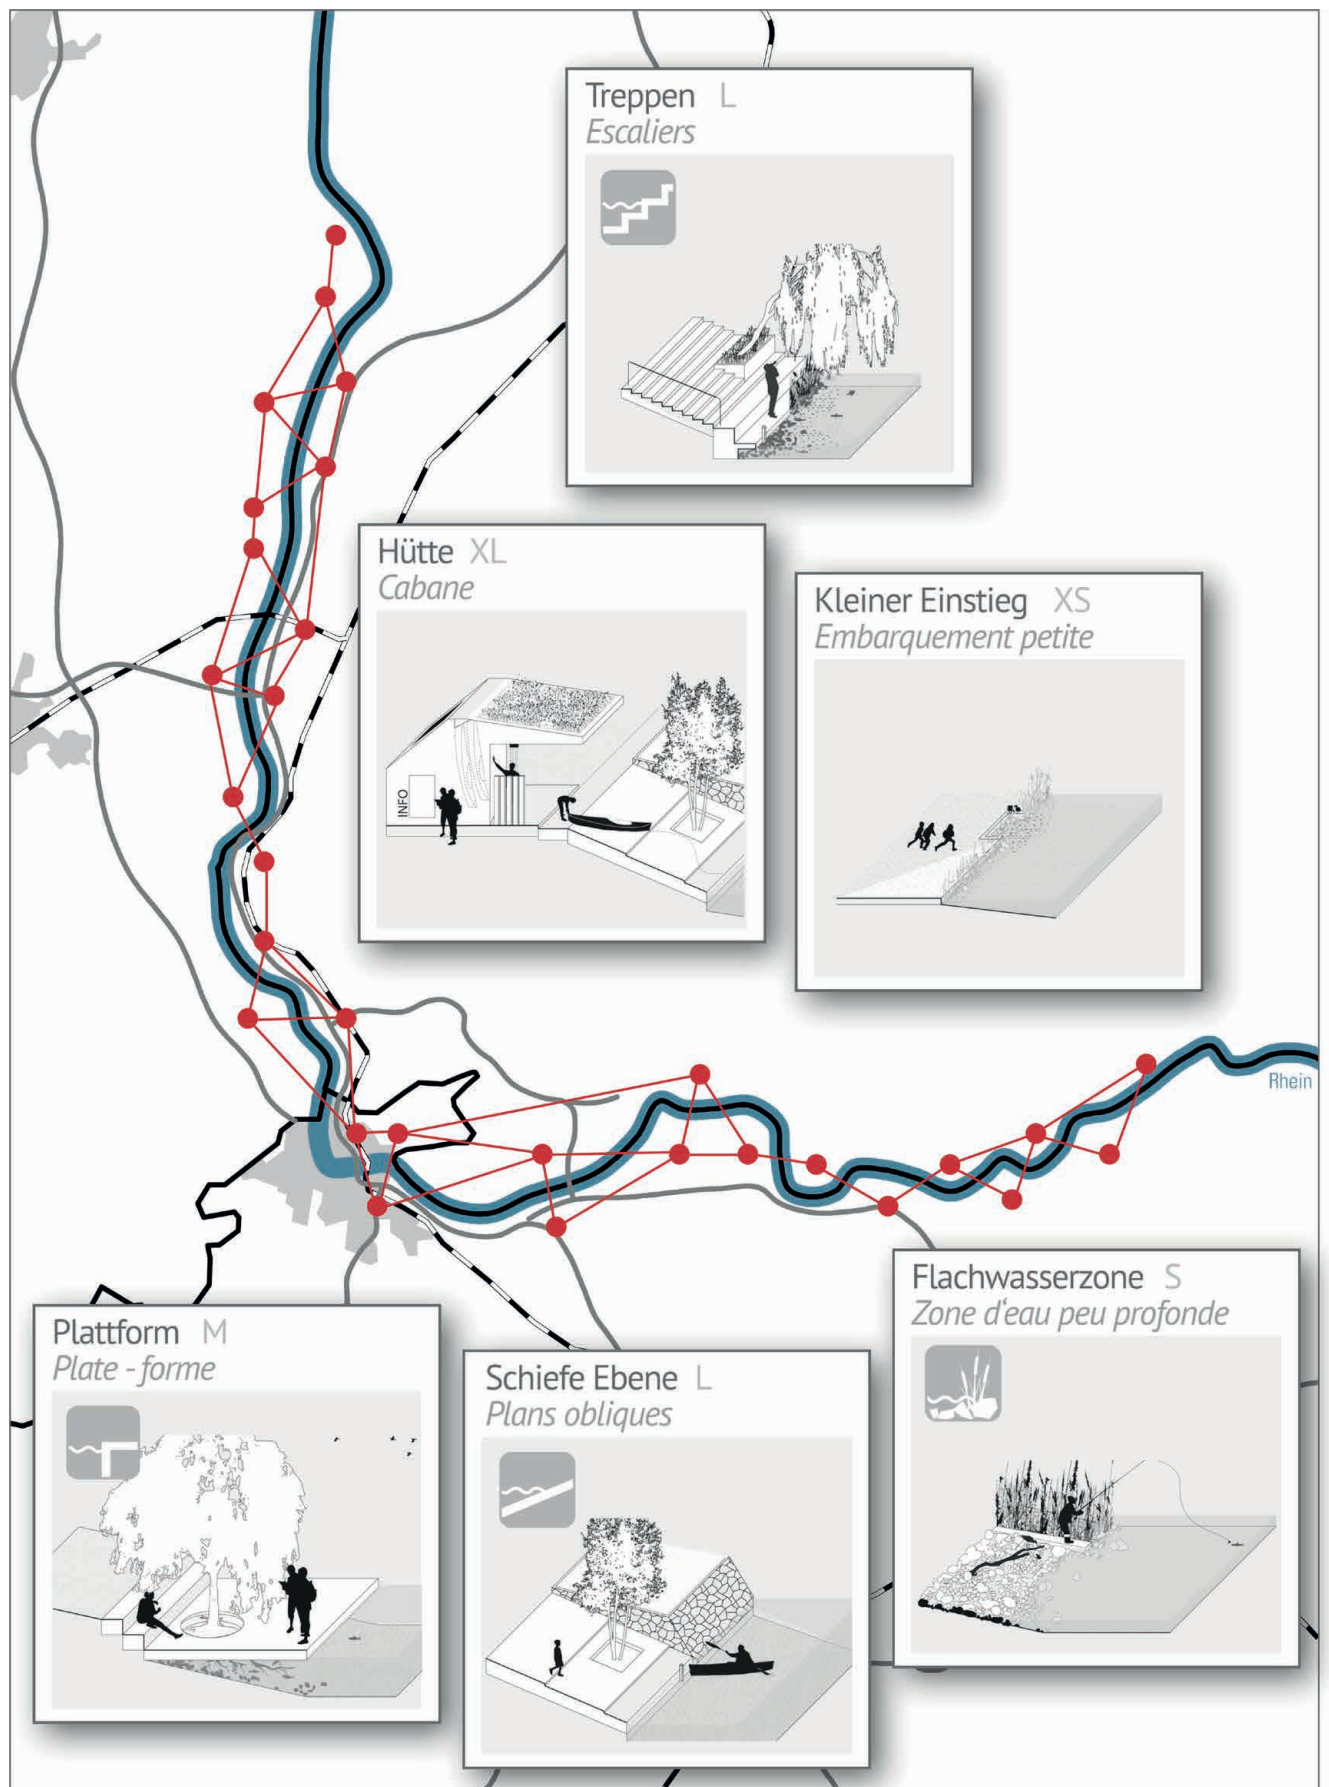 Treppen L
Escaliers
Hütte XL
Cabane
INFO
Kleiner Einstieg XS
Embarquement petite
Rhein
Flachwasserzone S
Zone d'eau peu profonde
Plattform M
Plate - forme
Schiefe Ebene L
Plans obliques